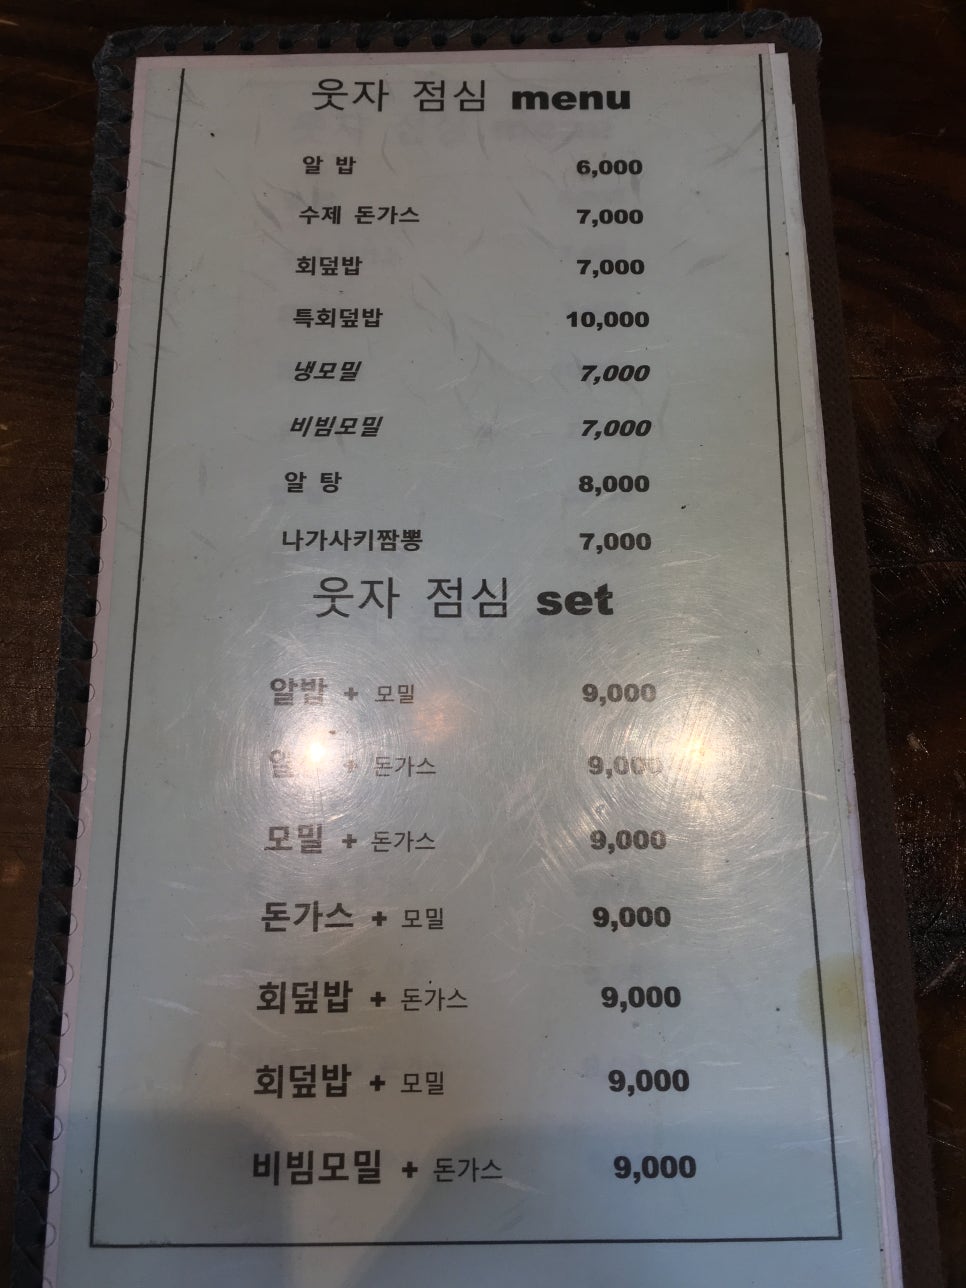 웃자 점심 menu
알 밥 6,000
수제 돈가스 7,000
회덮밥 7,000
특회덮밥 10,000
냉모밀 7,000
비빔모밀 7,000
알 탕 8,000
나가사키짬뽕 7,000
웃자 점심 set
알밥 + 모밀 9,000
+ 돈가스 9,000
모밀 + 돈가스 9,000
돈가스 + 모밀 9,000
회덮밥 + 돈가스 9,000
회덮밥 + 모밀 9,000
비빔모밀 + 돈가스 9,000